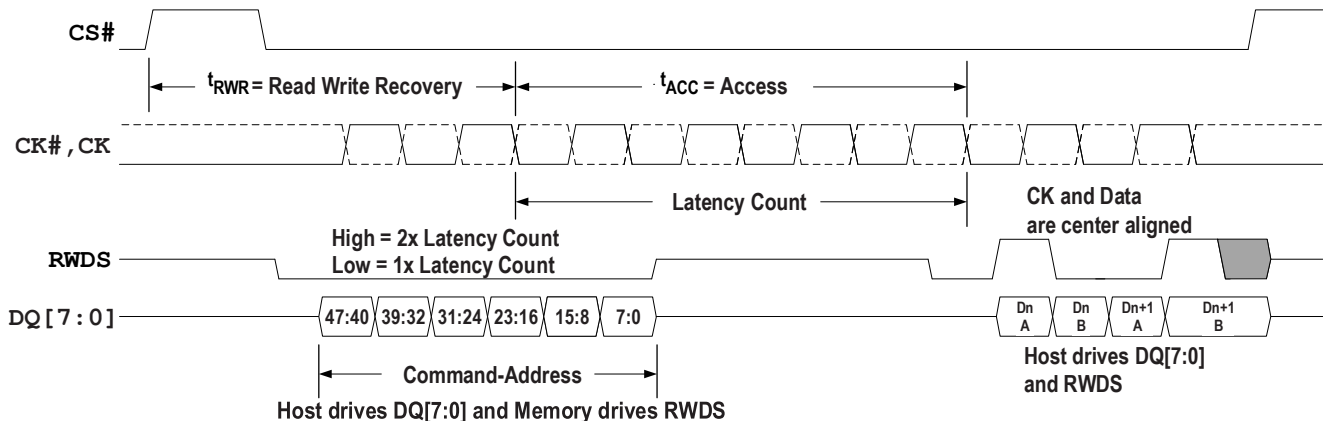 CS#
tRWR = Read Write Recovery
tACC = Access
CK#,CK
Latency Count
CK and Data
are center aligned
High = 2x Latency Count
Low = 1x Latency Count
RWDS
DQ[7:0]
47:40 39:32 31:24 23:16 15:8 7:0
Dn Dn Dn+1 Dn+1
A B A B
Command-Address
Host drives DQ[7:0]
and RWDS
Host drives DQ[7:0] and Memory drives RWDS